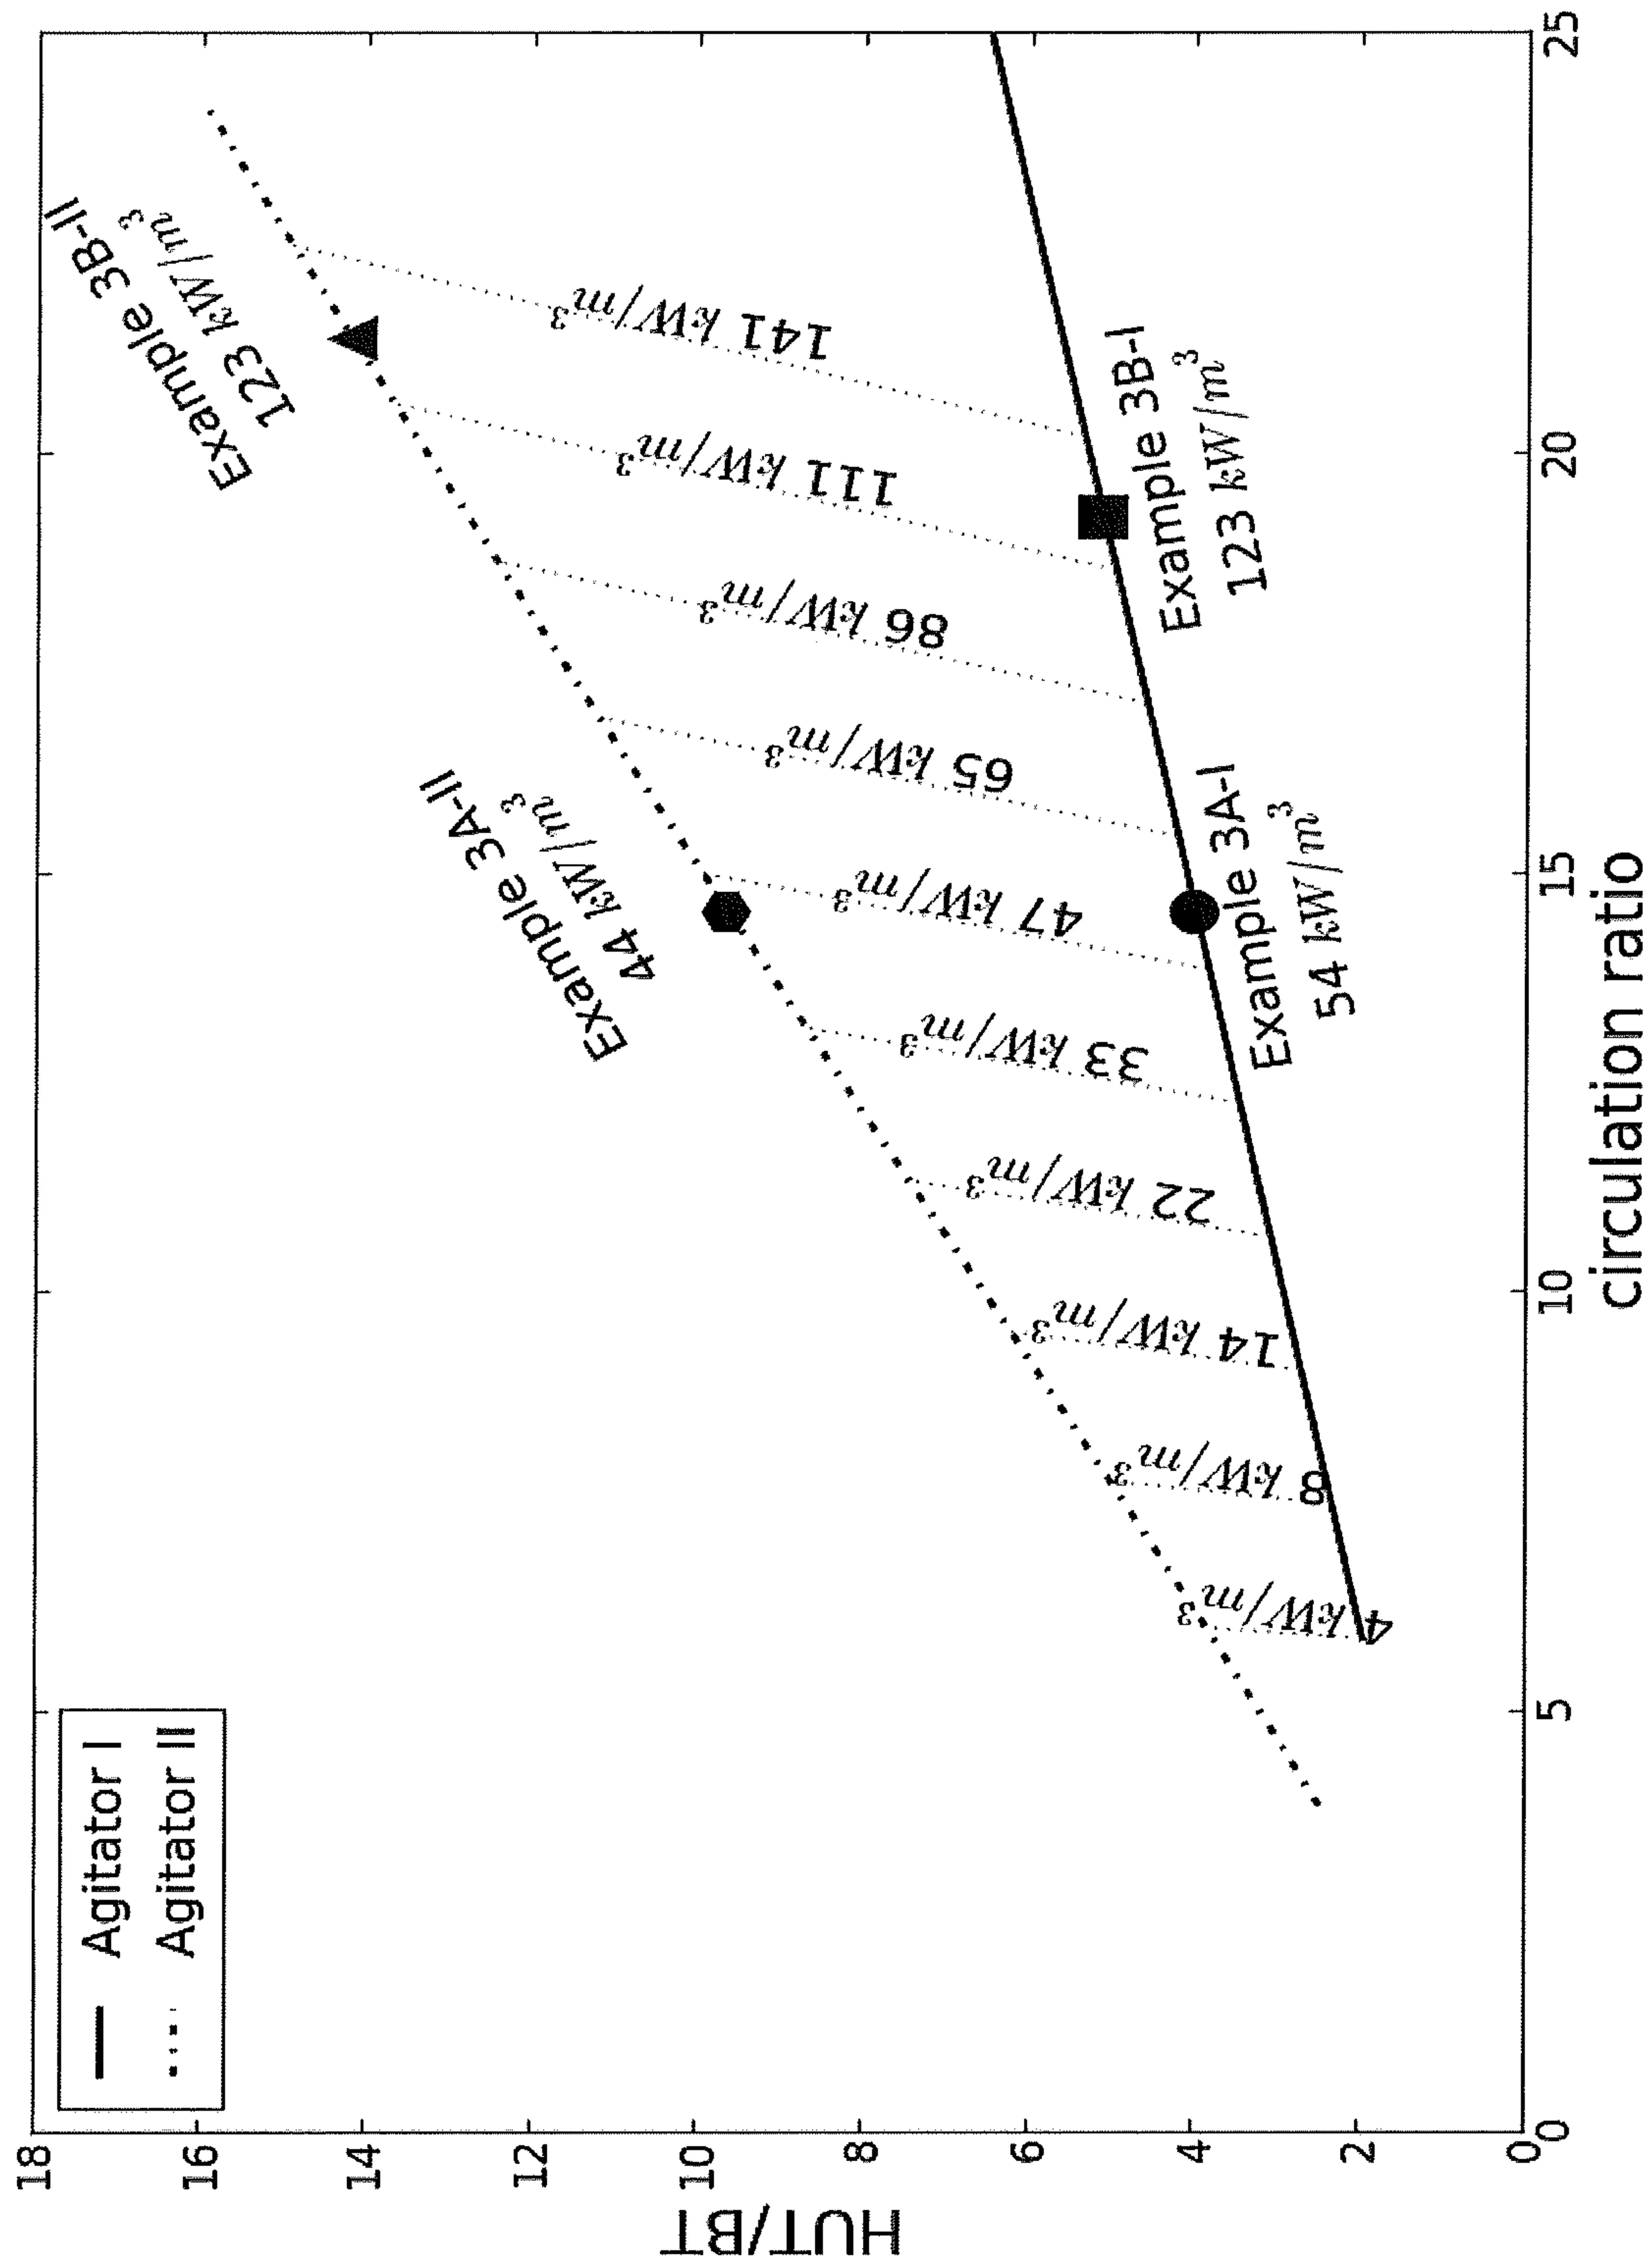 Agitator I
Agitator II
Example 3B-II
123 kW/m³
Example 3A-II
44 kW/m³
4 kW/m³
8 kW/m³
14 kW/m³
22 kW/m³
33 kW/m³
47 kW/m³
65 kW/m³
86 kW/m³
111 kW/m³
141 kW/m³
Example 3A-I
54 kW/m³
Example 3B-I
123 kW/m³
18
16
14
12
10
8
6
4
2
0
HUT/BT
0
5
10
15
20
25
circulation ratio